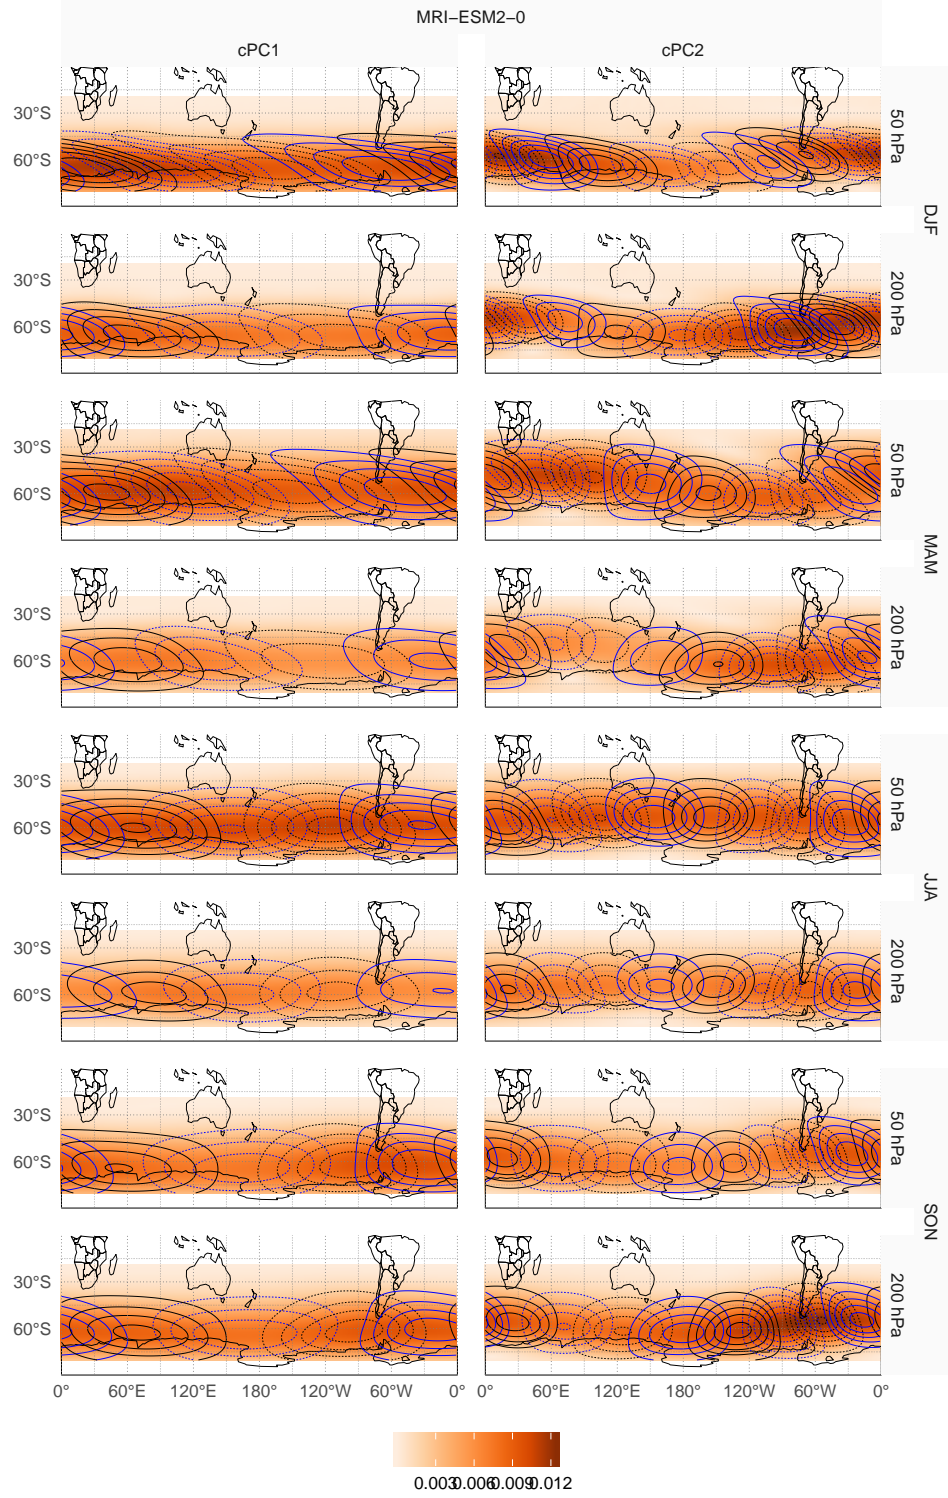 MRI−ESM2−0
cPC1 cPC2
30°S
60°S
50 hPa
DJF
30°S
60°S
200 hPa
30°S
60°S
50 hPa
MAM
30°S
60°S
200 hPa
30°S
60°S
50 hPa
JJA
30°S
60°S
200 hPa
30°S
60°S
50 hPa
SON
30°S
60°S
200 hPa
0° 60°E 120°E 180° 120°W 60°W 0° 0° 60°E 120°E 180° 120°W 60°W 0°
0.003 0.006 0.009 0.012